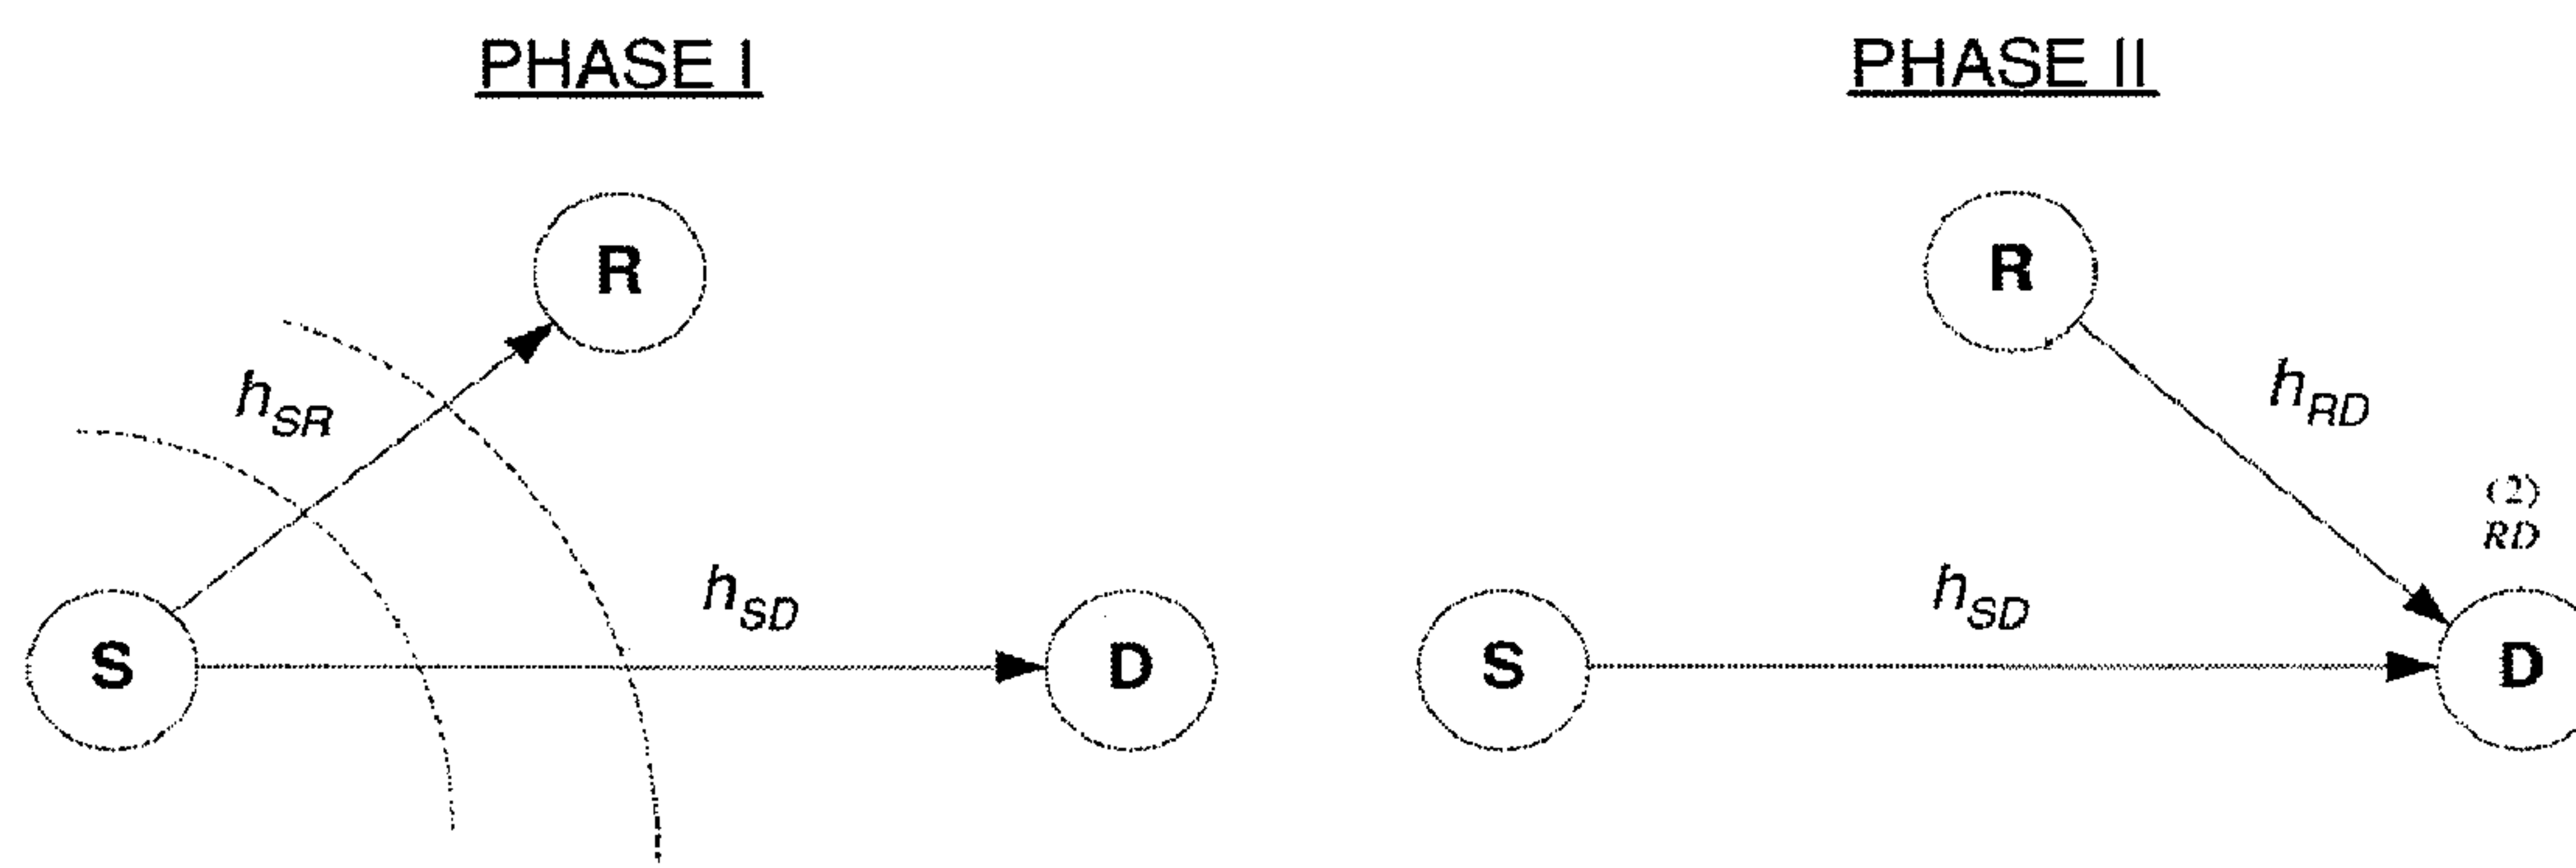 PHASE I
R
h_SR
h_SD
S
D
PHASE II
R
h_RD
(2)
RD
h_SD
S
D